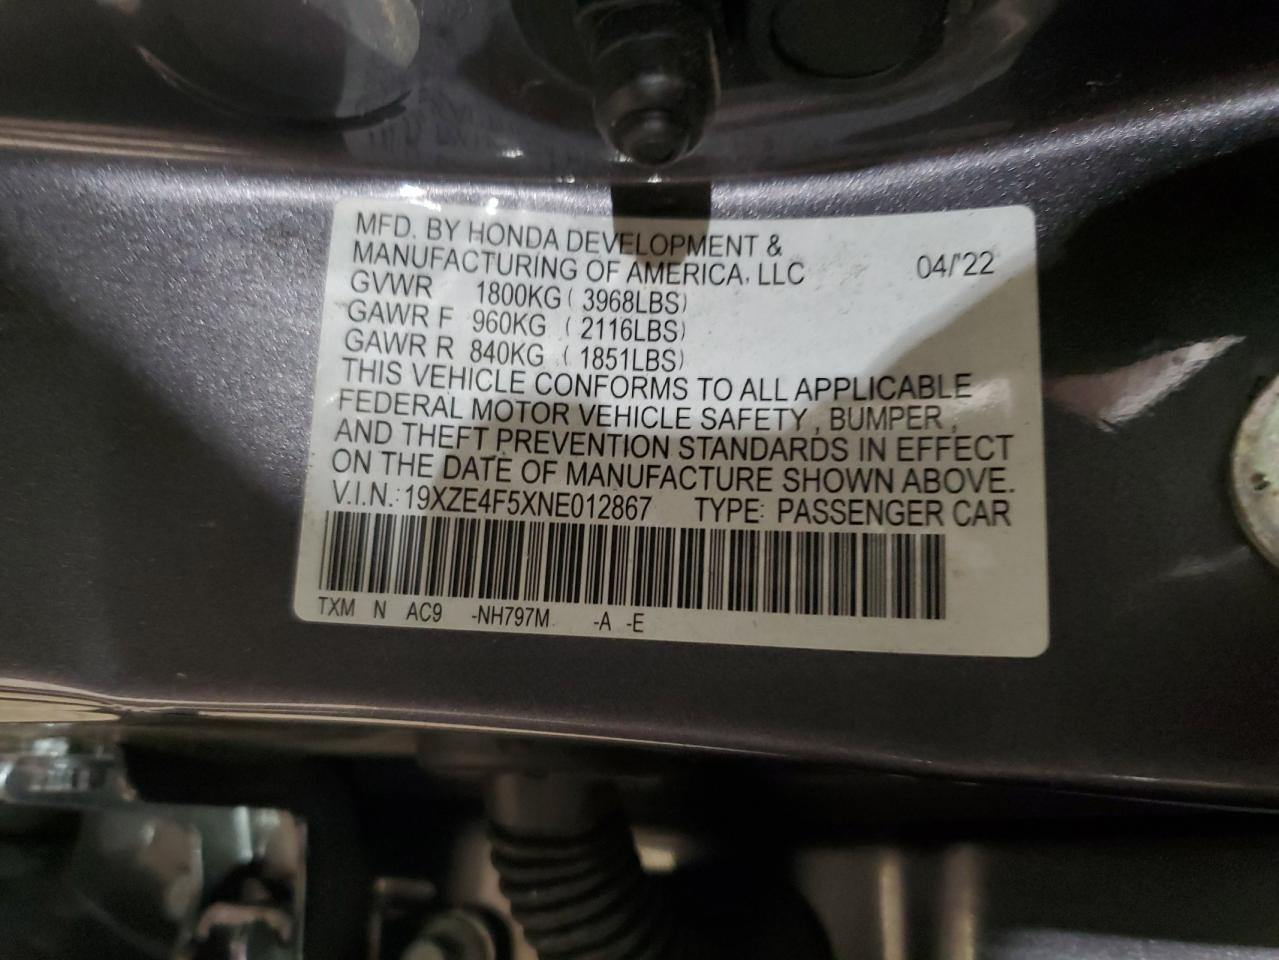 MFD. BY HONDA DEVELOPMENT &
MANUFACTURING OF AMERICA, LLC 04/'22
GVWR 1800KG ( 3968LBS)
GAWR F 960KG ( 2116LBS)
GAWR R 840KG ( 1851LBS)
THIS VEHICLE CONFORMS TO ALL APPLICABLE
FEDERAL MOTOR VEHICLE SAFETY , BUMPER ,
AND THEFT PREVENTION STANDARDS IN EFFECT
ON THE DATE OF MANUFACTURE SHOWN ABOVE.
V.I.N.: 19XZE4F5XNE012867 TYPE: PASSENGER CAR
TXM N AC9 -NH797M -A -E